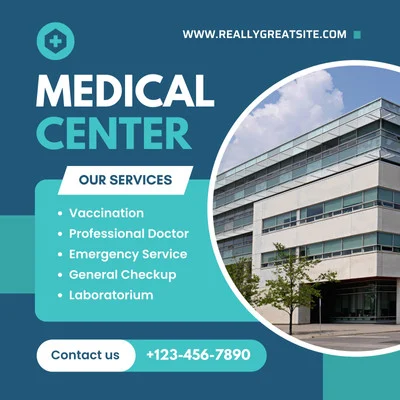 WWW.REALLYGREATSITE.COM
MEDICAL
CENTER
OUR SERVICES
• Vaccination
• Professional Doctor
• Emergency Service
• General Checkup
• Laboratorium
Contact us
+123-456-7890